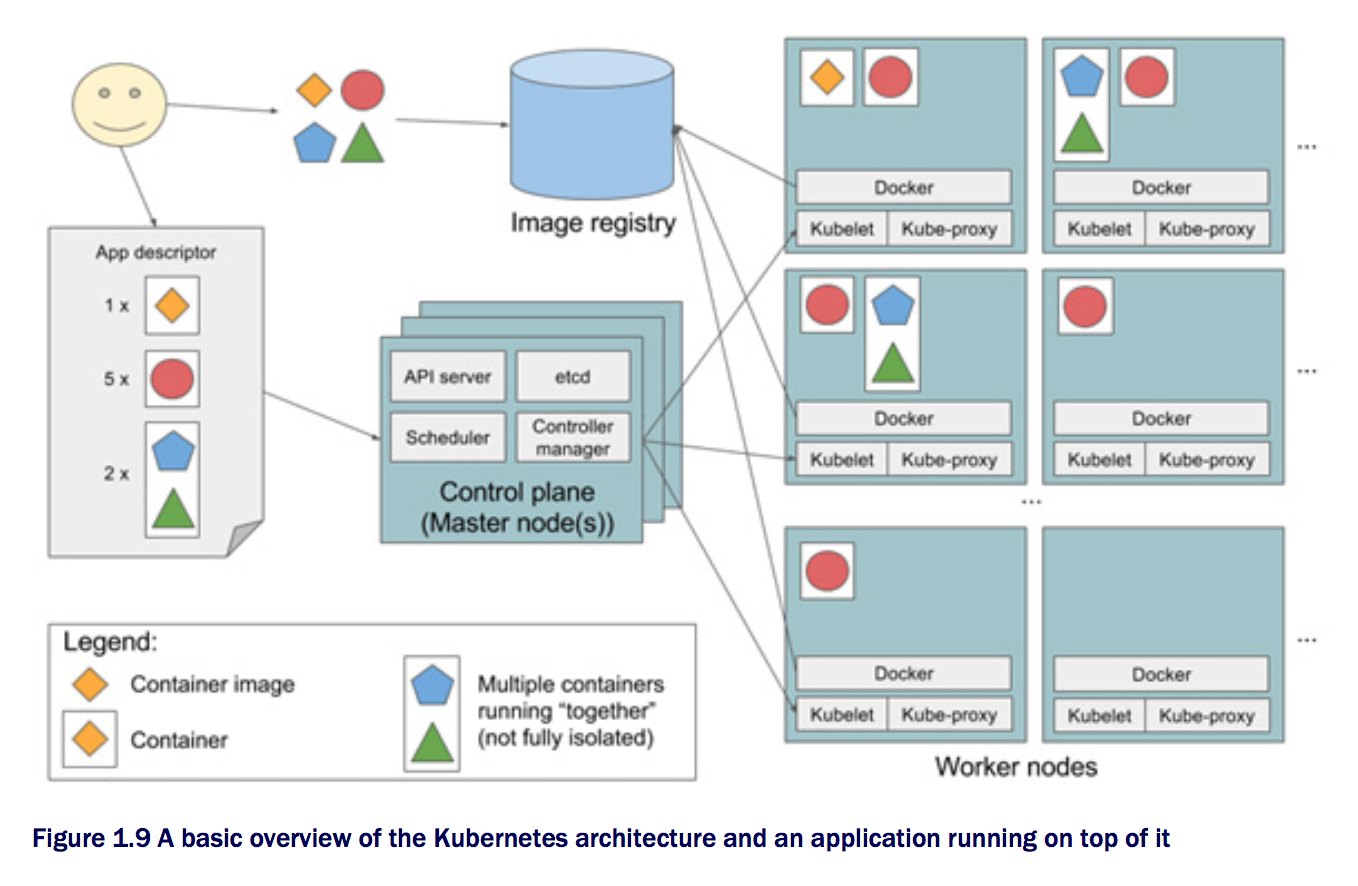 Image registry
App descriptor
1 x
5 x
2 x
API server
etcd
Scheduler
Controller
manager
Control plane
(Master node(s))
Docker
Kubelet
Kube-proxy
Docker
Kubelet
Kube-proxy
...
Docker
Kubelet
Kube-proxy
Docker
Kubelet
Kube-proxy
...
...
Docker
Kubelet
Kube-proxy
Docker
Kubelet
Kube-proxy
...
Worker nodes
Legend:
Container image
Container
Multiple containers
running “together”
(not fully isolated)
Figure 1.9 A basic overview of the Kubernetes architecture and an application running on top of it